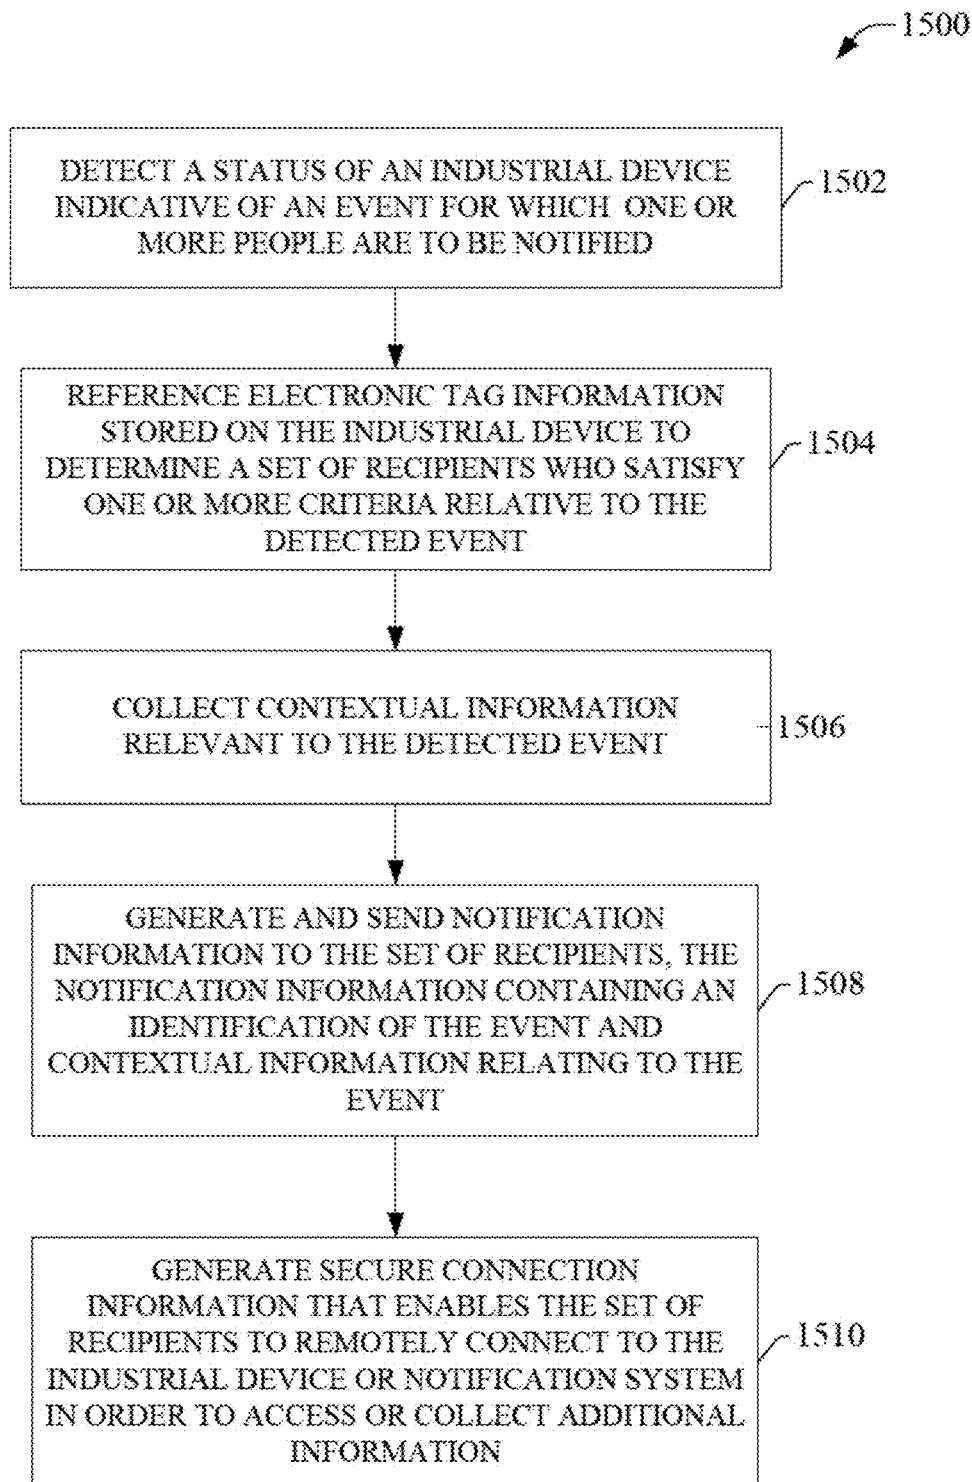 1500
DETECT A STATUS OF AN INDUSTRIAL DEVICE
INDICATIVE OF AN EVENT FOR WHICH ONE OR
MORE PEOPLE ARE TO BE NOTIFIED
1502
REFERENCE ELECTRONIC TAG INFORMATION
STORED ON THE INDUSTRIAL DEVICE TO
DETERMINE A SET OF RECIPIENTS WHO SATISFY
ONE OR MORE CRITERIA RELATIVE TO THE
DETECTED EVENT
1504
COLLECT CONTEXTUAL INFORMATION
RELEVANT TO THE DETECTED EVENT
1506
GENERATE AND SEND NOTIFICATION
INFORMATION TO THE SET OF RECIPIENTS, THE
NOTIFICATION INFORMATION CONTAINING AN
IDENTIFICATION OF THE EVENT AND
CONTEXTUAL INFORMATION RELATING TO THE
EVENT
1508
GENERATE SECURE CONNECTION
INFORMATION THAT ENABLES THE SET OF
RECIPIENTS TO REMOTELY CONNECT TO THE
INDUSTRIAL DEVICE OR NOTIFICATION SYSTEM
IN ORDER TO ACCESS OR COLLECT ADDITIONAL
INFORMATION
1510